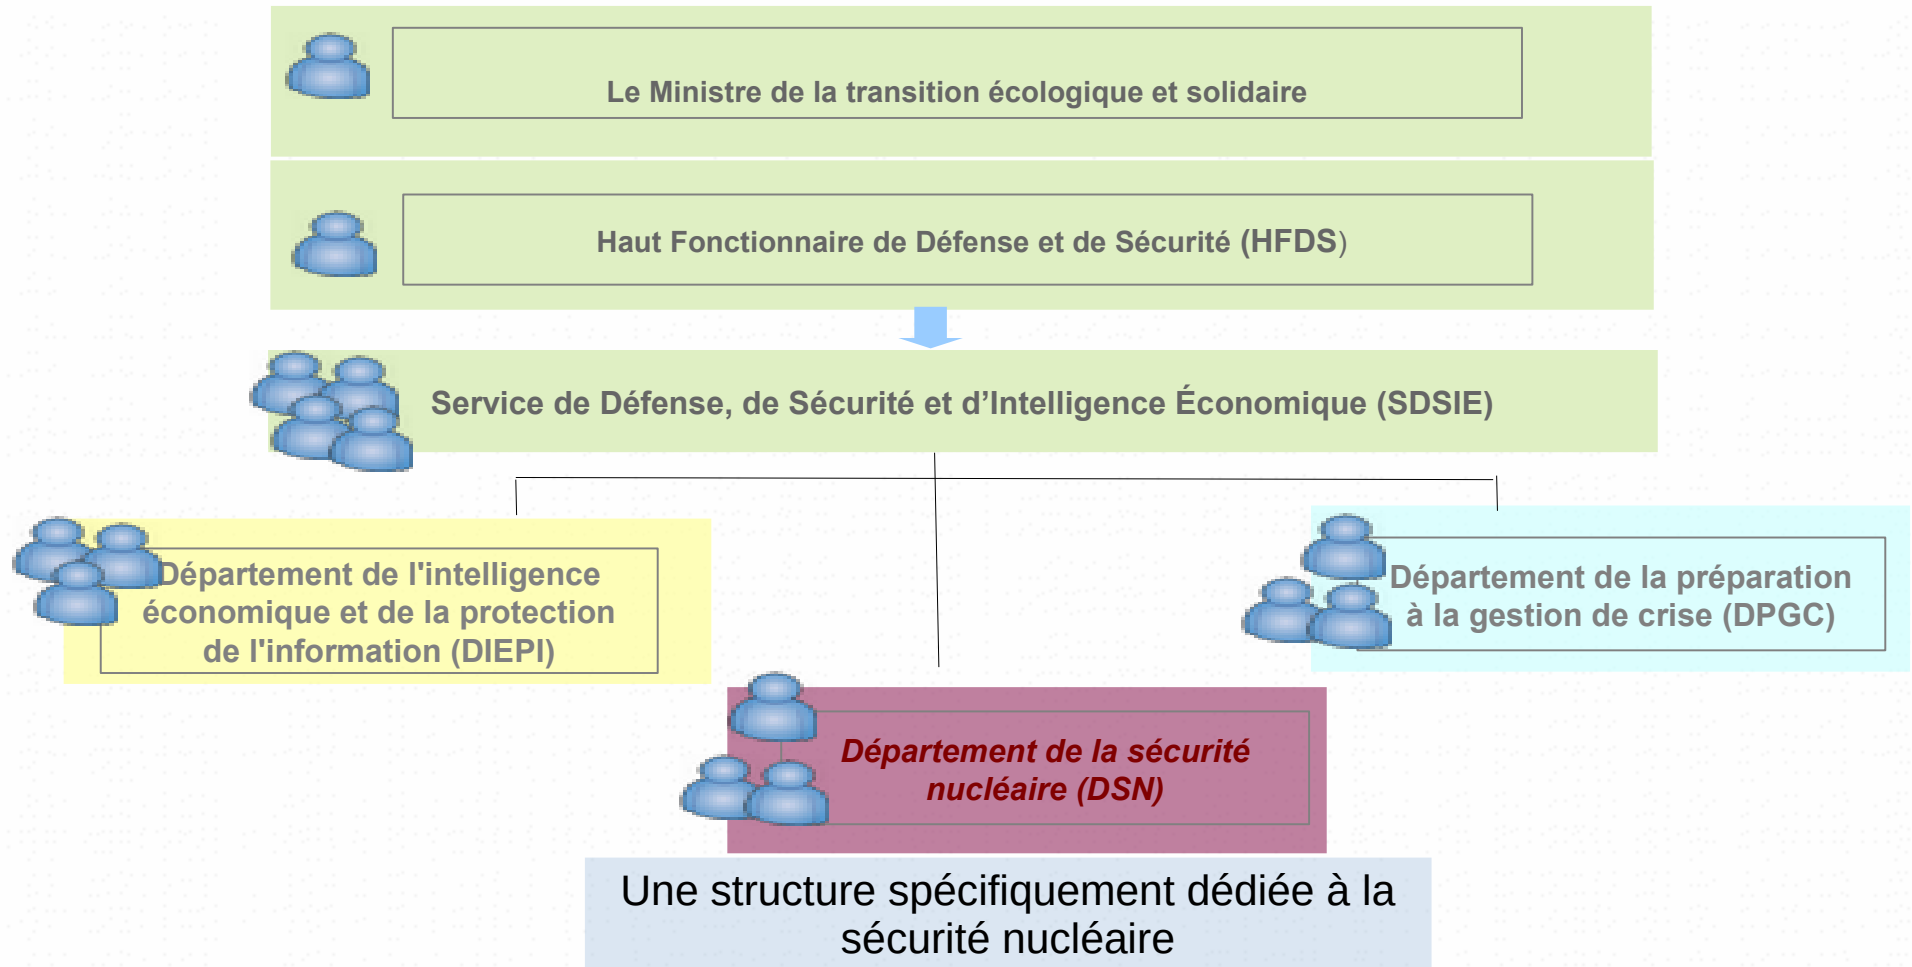 Le Ministre de la transition écologique et solidaire
Haut Fonctionnaire de Défense et de Sécurité (HFDS)
Service de Défense, de Sécurité et d’Intelligence Économique (SDSIE)
Département de l'intelligence
économique et de la protection
de l'information (DIEPI)
Département de la préparation
à la gestion de crise (DPGC)
Département de la sécurité
nucléaire (DSN)
Une structure spécifiquement dédiée à la
sécurité nucléaire